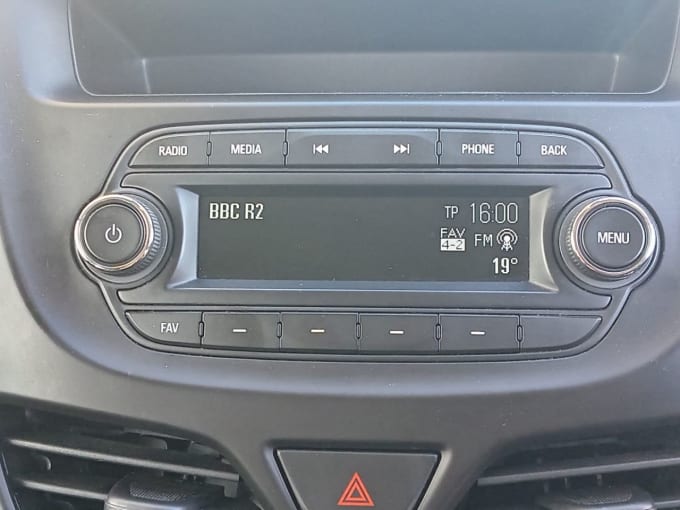 RADIO MEDIA PHONE BACK
BBC R2 TP 16:00
FAV FM
4-2
19°
MENU
FAV